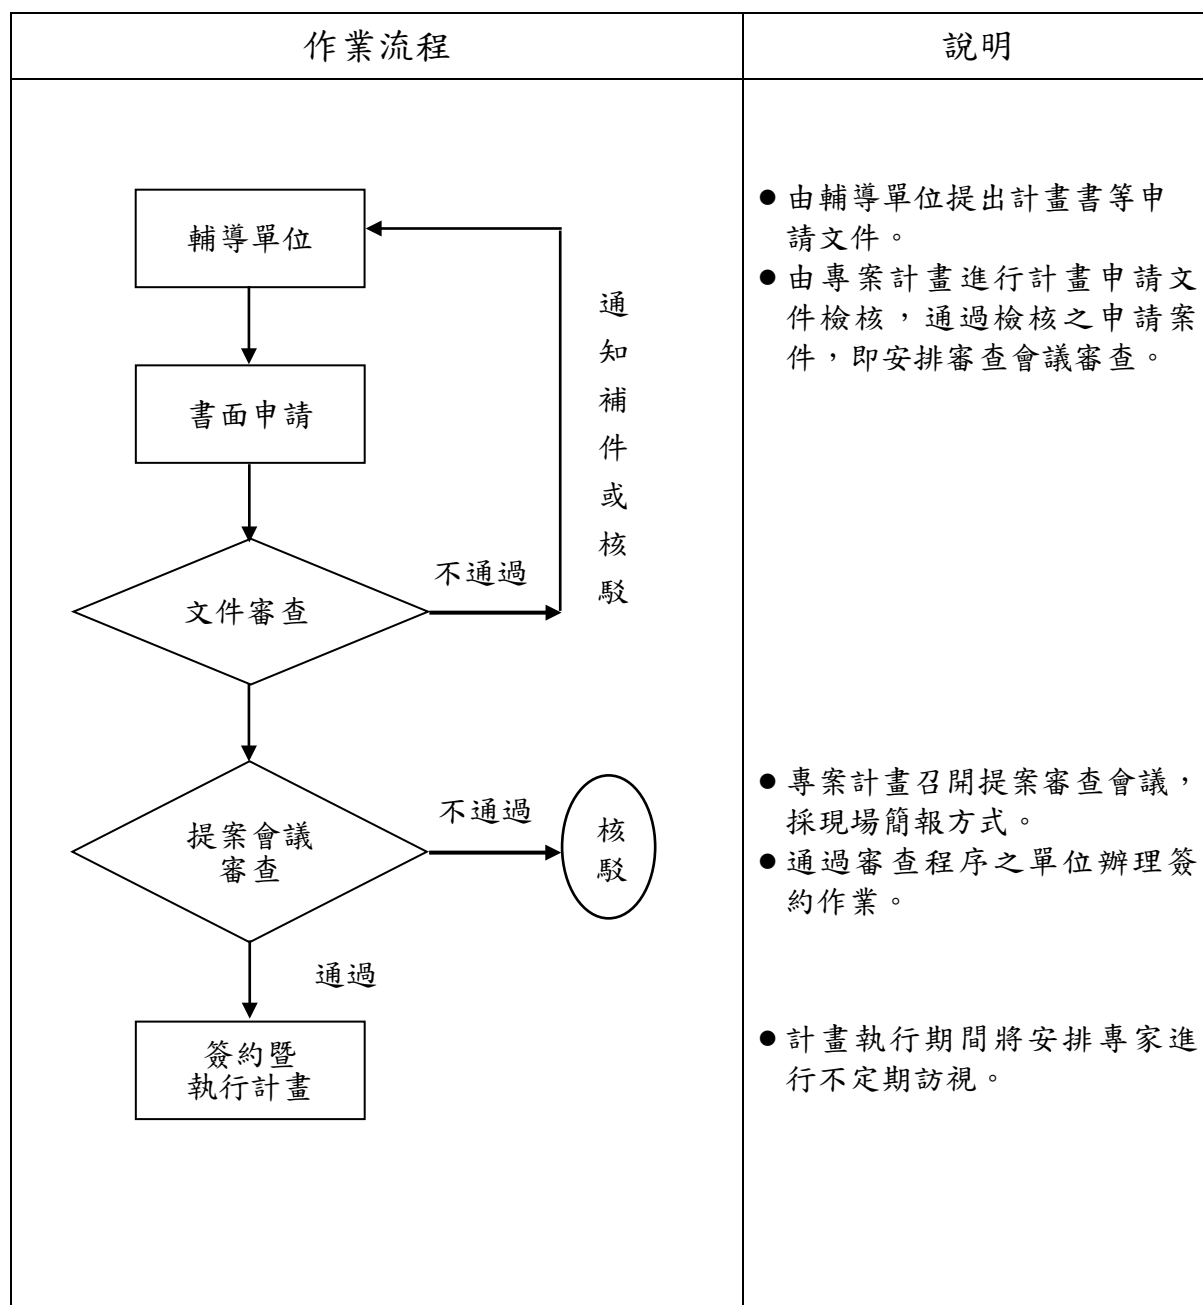 作業流程
說明
輔導單位
書面申請
文件審查
不通過
通知補件或核駁
提案會議
審查
不通過
核駁
通過
簽約暨
執行計畫
●由輔導單位提出計畫書等申
請文件。
●由專案計畫進行計畫申請文
件檢核，通過檢核之申請案
件，即安排審查會議審查。
●專案計畫召開提案審查會議，
採現場簡報方式。
●通過審查程序之單位辦理簽
約作業。
●計畫執行期間將安排專家進
行不定期訪視。